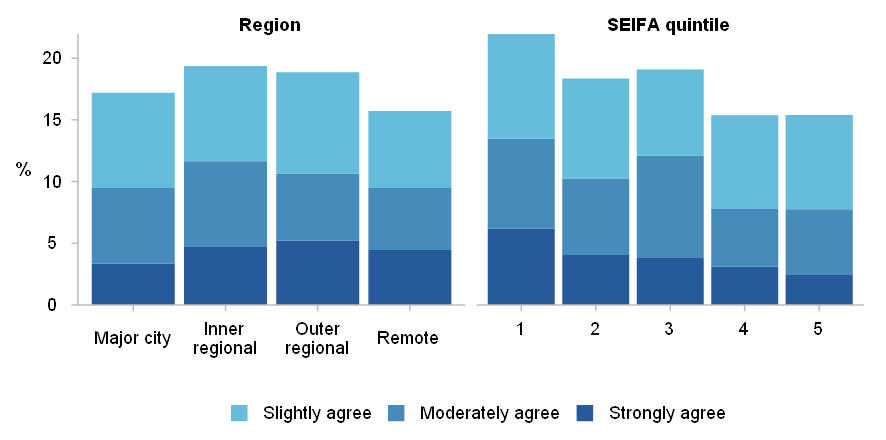 Region
SEIFA quintile
20
15
%
10
5
0
Major city
Inner
regional
Outer
regional
Remote
1
2
3
4
5
Slightly agree
Moderately agree
Strongly agree